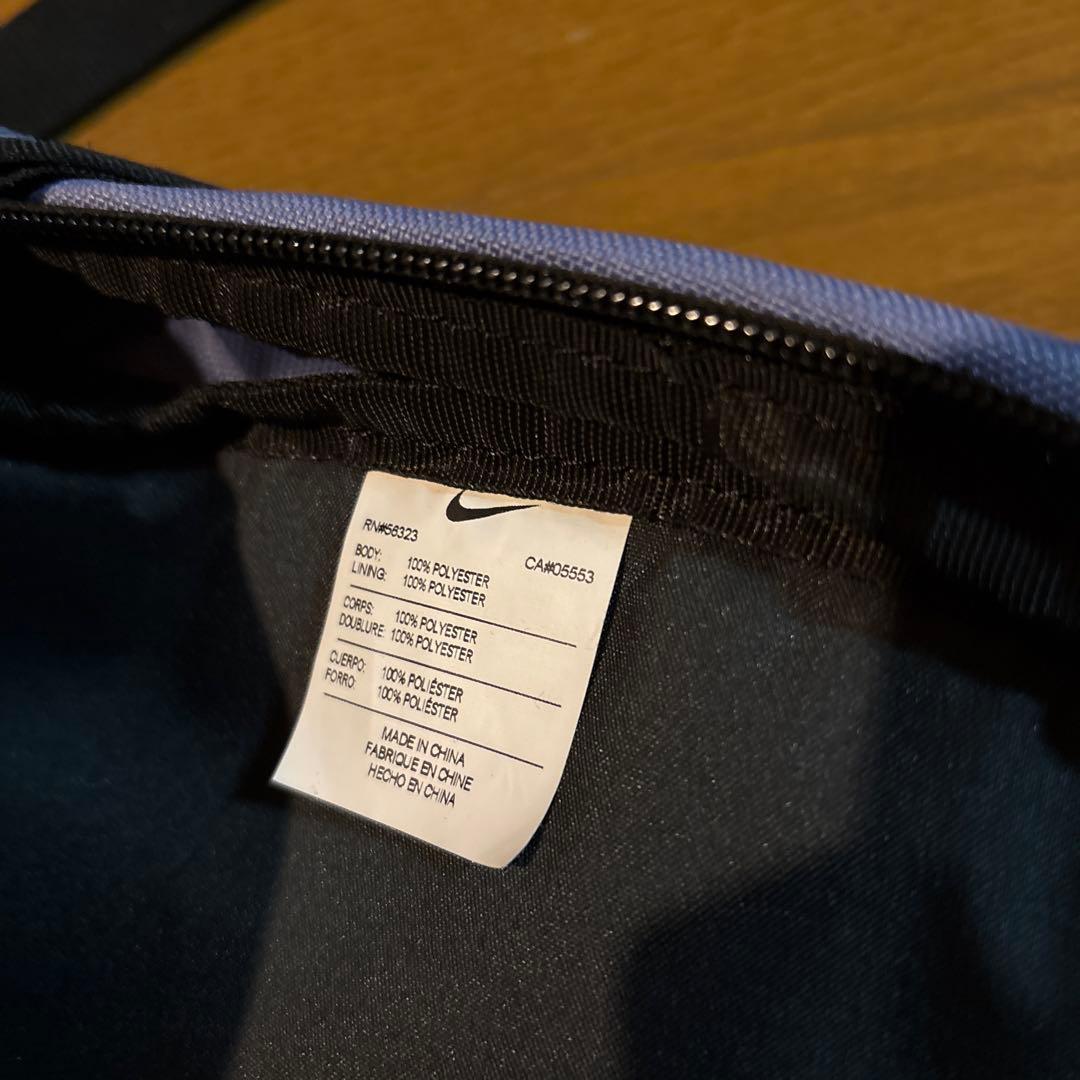 RN#56323
CA#05553
BODY: 100% POLYESTER
LINING: 100% POLYESTER
CORPS: 100% POLYESTER
DOUBLURE: 100% POLYESTER
CUERPO: 100% POLIÉSTER
FORRO: 100% POLIÉSTER
MADE IN CHINA
FABRIQUE EN CHINE
HECHO EN CHINA